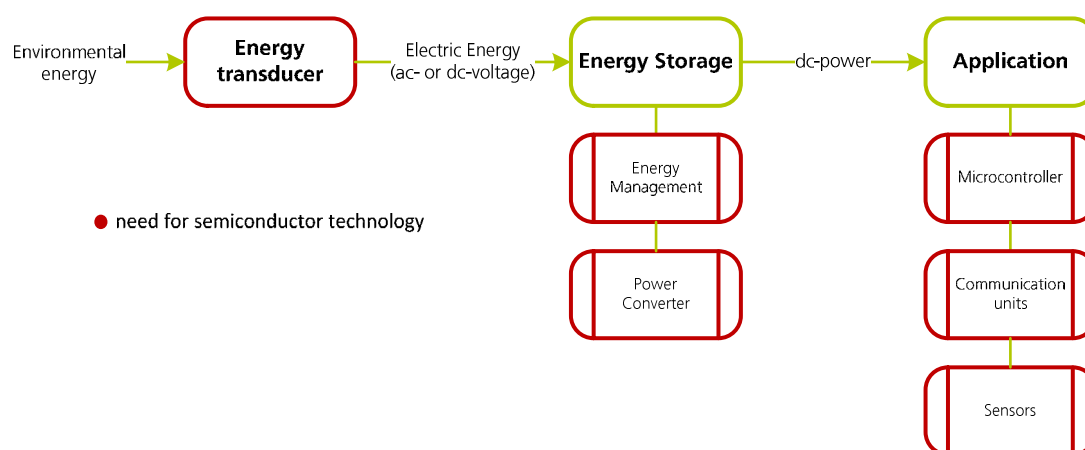 Environmental
energy
Energy
transducer
Electric Energy
(ac- or dc-voltage)
Energy Storage
dc-power
Application
Energy
Management
Microcontroller
need for semiconductor technology
Power
Converter
Communication
units
Sensors